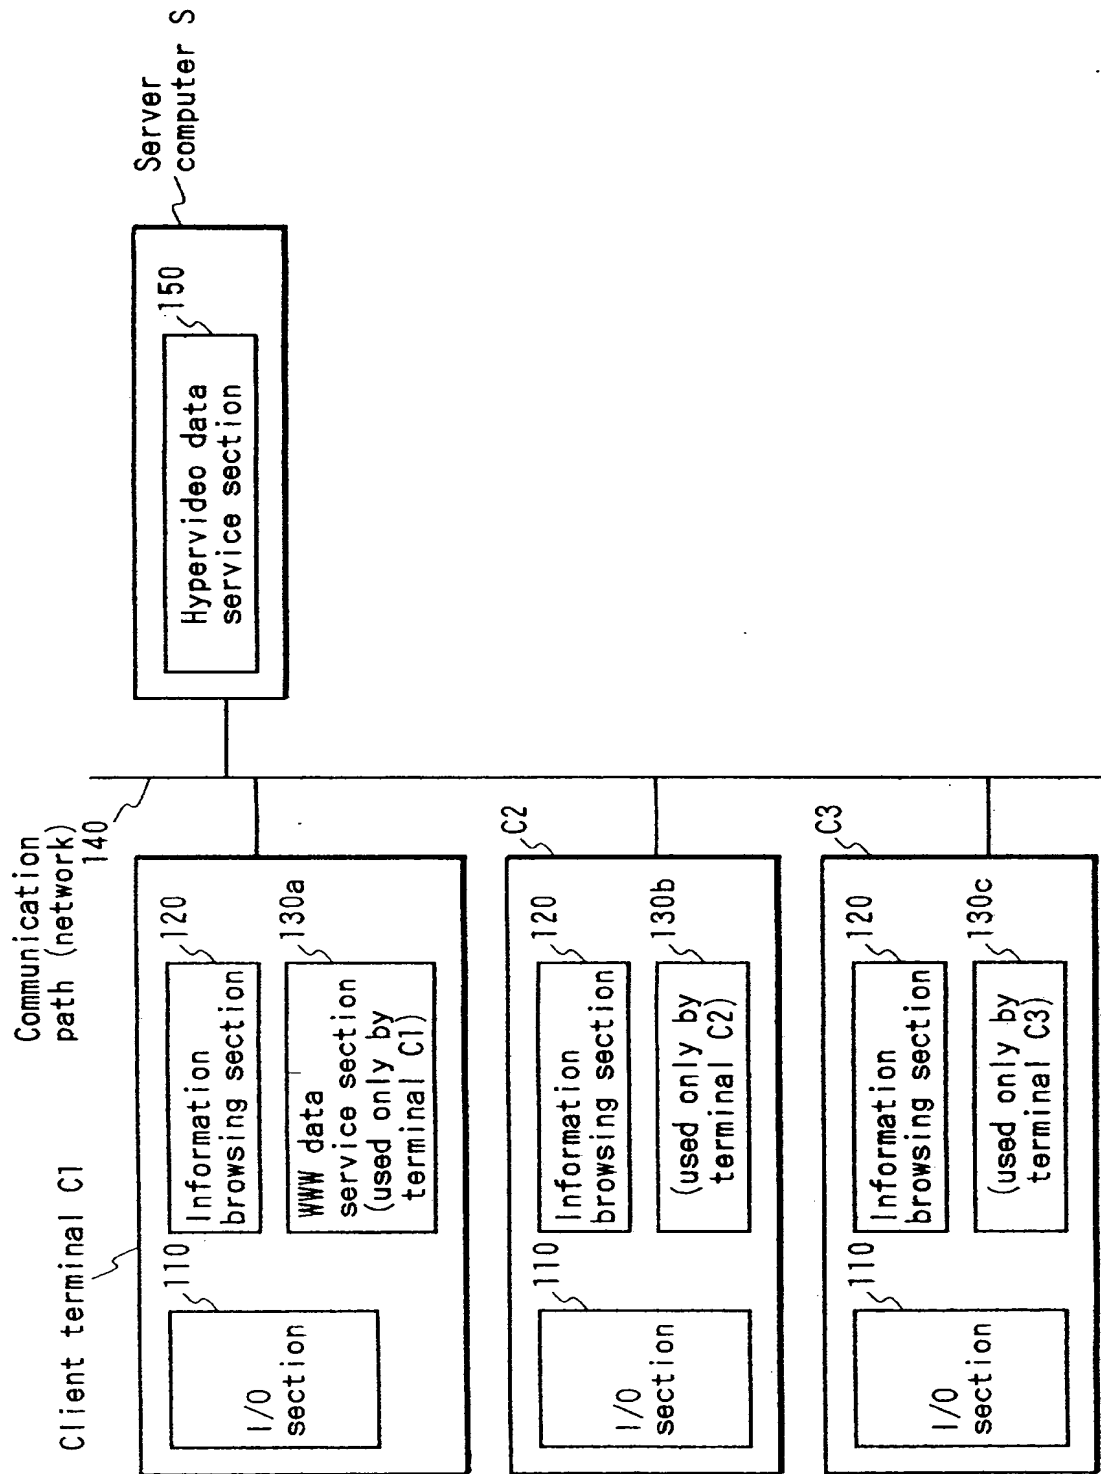 Client terminal C1
Communication
path (network)
140
Server
computer S
110
I/O
section
120
Information
browsing section
130a
WWW data
service section
(used only by
terminal C1)
150
Hypervideo data
service section
C2
110
I/O
section
120
Information
browsing section
130b
(used only by
terminal C2)
C3
110
I/O
section
120
Information
browsing section
130c
(used only by
terminal C3)